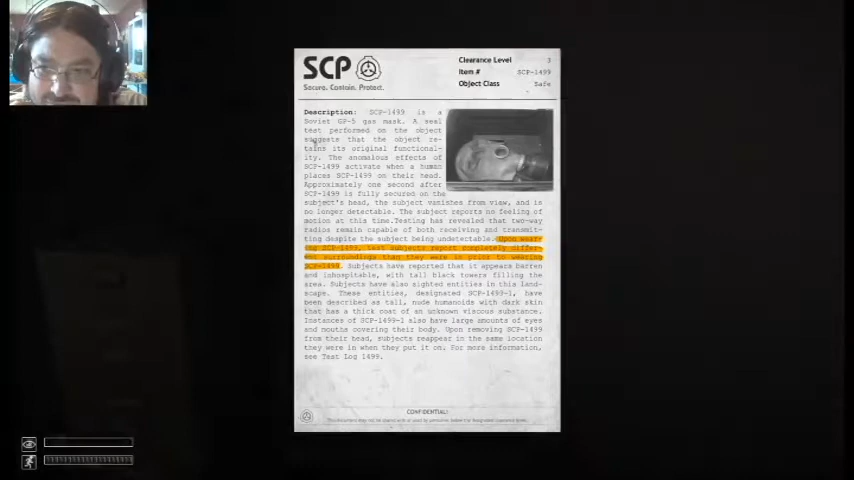 SCP
Secure. Contain. Protect.
Clearance Level 3
Item # SCP-1499
Object Class Safe
Description: SCP-1499 is a
Soviet GP-5 gas mask. A seal
test performed on the object
suggests that the object re-
tains its original functional-
ity. The anomalous effects of
SCP-1499 activate when a human
places SCP-1499 on their head.
Approximately one second after
SCP-1499 is fully secured on the
subject's head, the subject vanishes from view, and is
no longer detectable. The subject reports no feeling of
motion at this time.Testing has revealed that two-way
radios remain capable of both receiving and transmit-
ting despite the subject being undetectable. Upon wear-
ing SCP-1499, test subjects report completely differ-
ent surroundings than they were in prior to wearing
SCP-1499. Subjects have reported that it appears barren
and inhospitable, with tall black towers filling the
area. Subjects have also sighted entities in this land-
scape. These entities, designated SCP-1499-1, have
been described as tall, nude humanoids with dark skin
that has a thick coat of an unknown viscous substance.
Instances of SCP-1499-1 also have large amounts of eyes
and mouths covering their body. Upon removing SCP-1499
from their head, subjects reappear in the same location
they were in when they put it on. For more information,
see Test Log 1499.
CONFIDENTIAL!